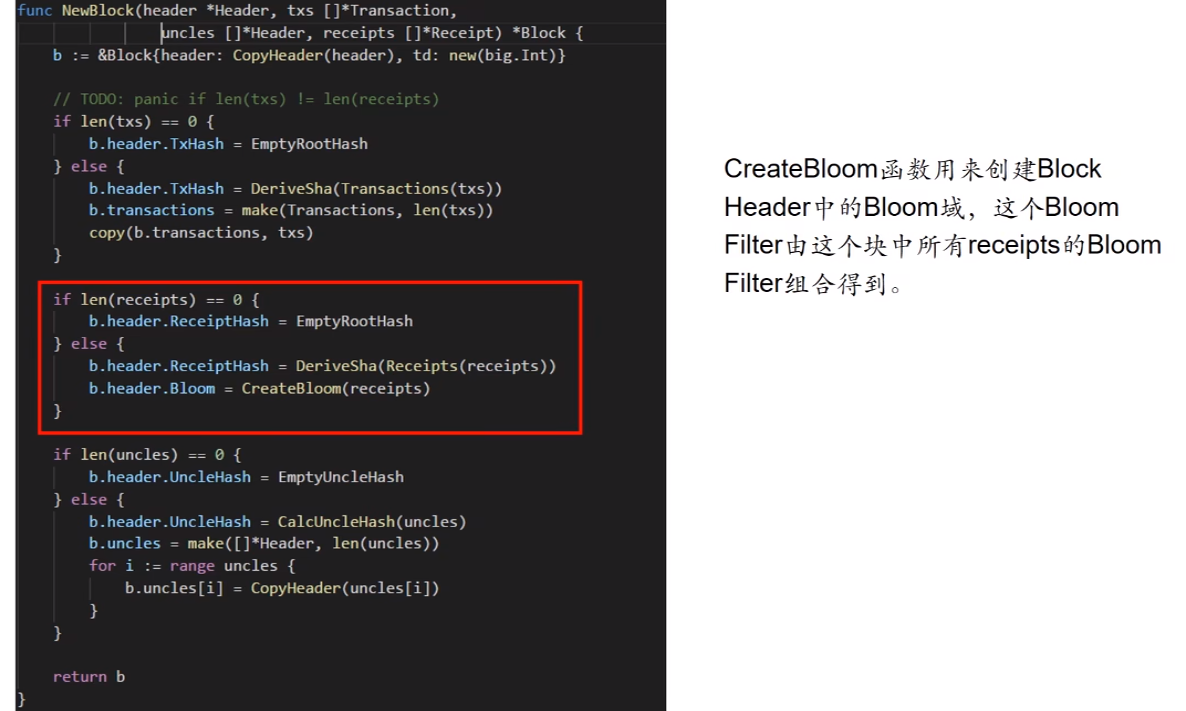 func NewBlock(header *Header, txs []*Transaction,
uncles []*Header, receipts []*Receipt) *Block {
b := &Block{header: CopyHeader(header), td: new(big.Int)}
// TODO: panic if len(txs) != len(receipts)
if len(txs) == 0 {
b.header.TxHash = EmptyRootHash
} else {
b.header.TxHash = DeriveSha(Transactions(txs))
b.transactions = make(Transactions, len(txs))
copy(b.transactions, txs)
}
if len(receipts) == 0 {
b.header.ReceiptHash = EmptyRootHash
} else {
b.header.ReceiptHash = DeriveSha(Receipts(receipts))
b.header.Bloom = CreateBloom(receipts)
}
if len(uncles) == 0 {
b.header.UncleHash = EmptyUncleHash
} else {
b.header.UncleHash = CalcUncleHash(uncles)
b.uncles = make([]*Header, len(uncles))
for i := range uncles {
b.uncles[i] = CopyHeader(uncles[i])
}
}
return b
}
CreateBloom函数用来创建Block
Header中的Bloom域，这个Bloom
Filter由这个块中所有receipts的Bloom
Filter组合得到。